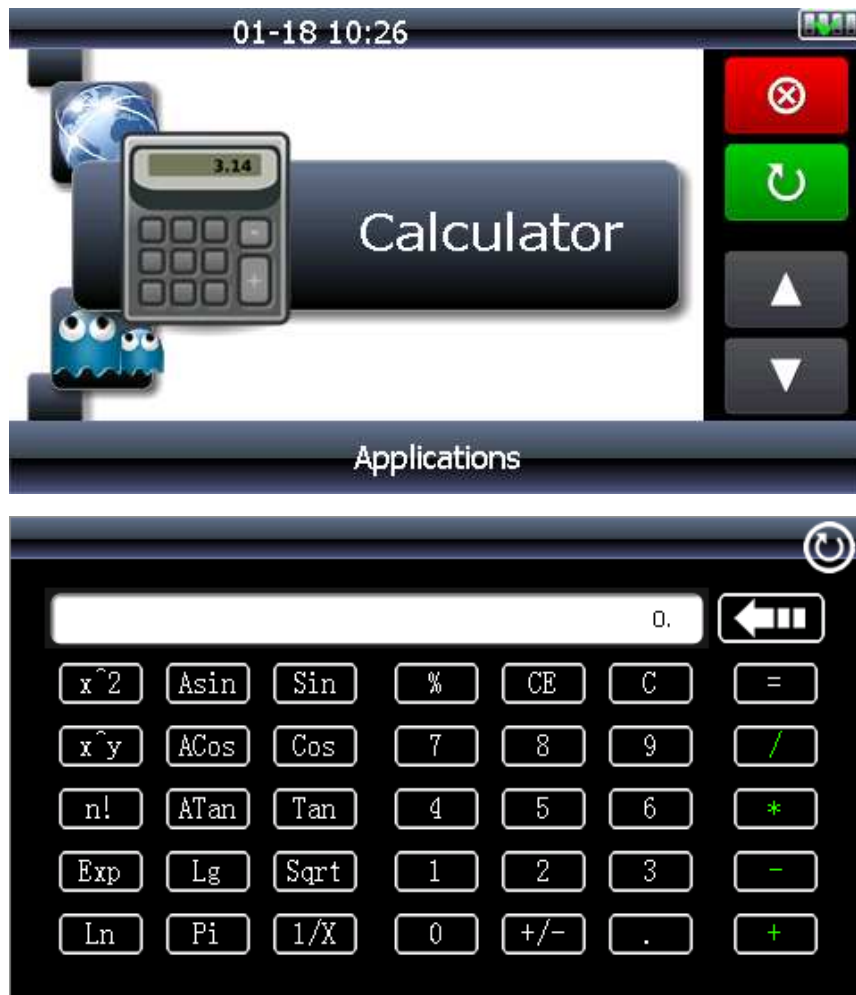 01-18 10:26
3.14
Calculator
Applications
0.
x^2 Asin Sin % CE C =
x^y ACos Cos 7 8 9 /
n! ATan Tan 4 5 6 *
Exp Lg Sqrt 1 2 3 -
Ln Pi 1/X 0 +/- . +